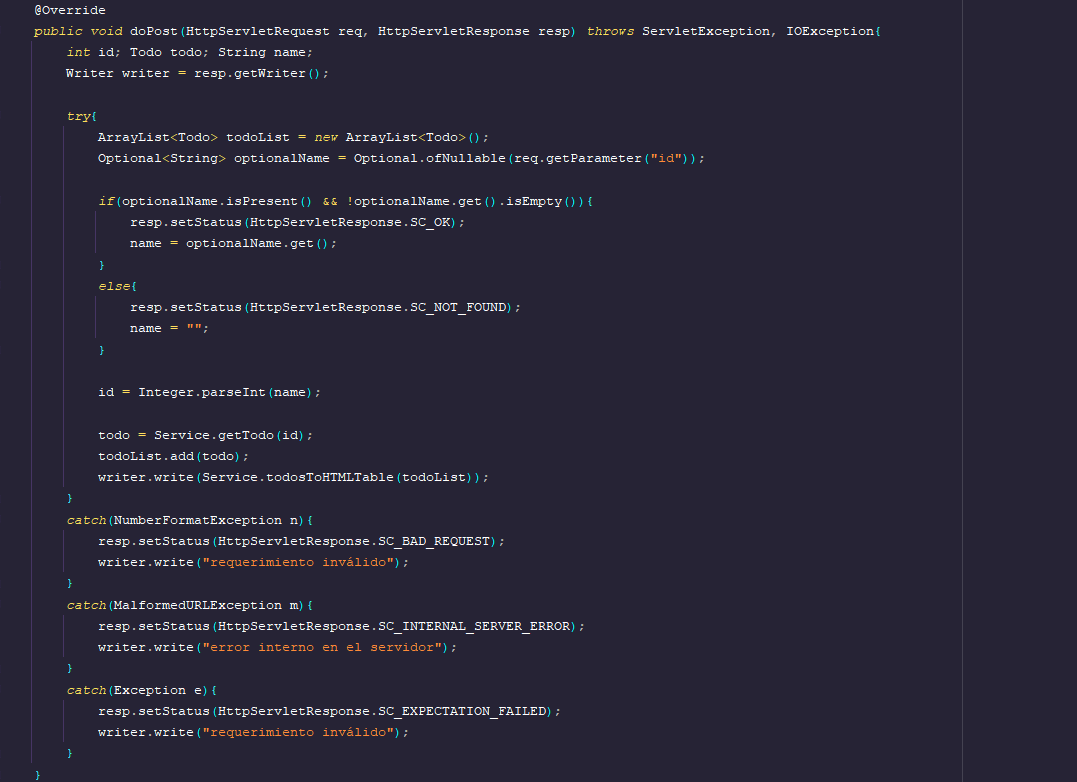 @Override
public void doPost(HttpServletRequest req, HttpServletResponse resp) throws ServletException, IOException{
    int id; Todo todo; String name;
    Writer writer = resp.getWriter();

    try{
        ArrayList<Todo> todoList = new ArrayList<Todo>();
        Optional<String> optionalName = Optional.ofNullable(req.getParameter("id"));

        if(optionalName.isPresent() && !optionalName.get().isEmpty()){
            resp.setStatus(HttpServletResponse.SC_OK);
            name = optionalName.get();
        }
        else{
            resp.setStatus(HttpServletResponse.SC_NOT_FOUND);
            name = "";
        }

        id = Integer.parseInt(name);

        todo = Service.getTodo(id);
        todoList.add(todo);
        writer.write(Service.todosToHTMLTable(todoList));
    }
    catch(NumberFormatException n){
        resp.setStatus(HttpServletResponse.SC_BAD_REQUEST);
        writer.write("requerimiento inválido");
    }
    catch(MalformedURLException m){
        resp.setStatus(HttpServletResponse.SC_INTERNAL_SERVER_ERROR);
        writer.write("error interno en el servidor");
    }
    catch(Exception e){
        resp.setStatus(HttpServletResponse.SC_EXPECTATION_FAILED);
        writer.write("requerimiento inválido");
    }
}